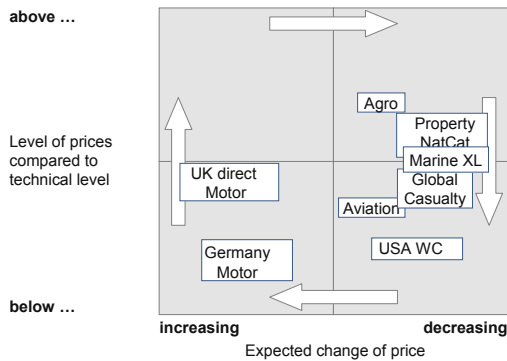 above …
Agro
Property
NatCat
Level of prices
compared to
technical level
Marine XL
UK direct
Motor
Global
Casualty
Aviation
USA WC
Germany
Motor
below …
increasing
decreasing
Expected change of price